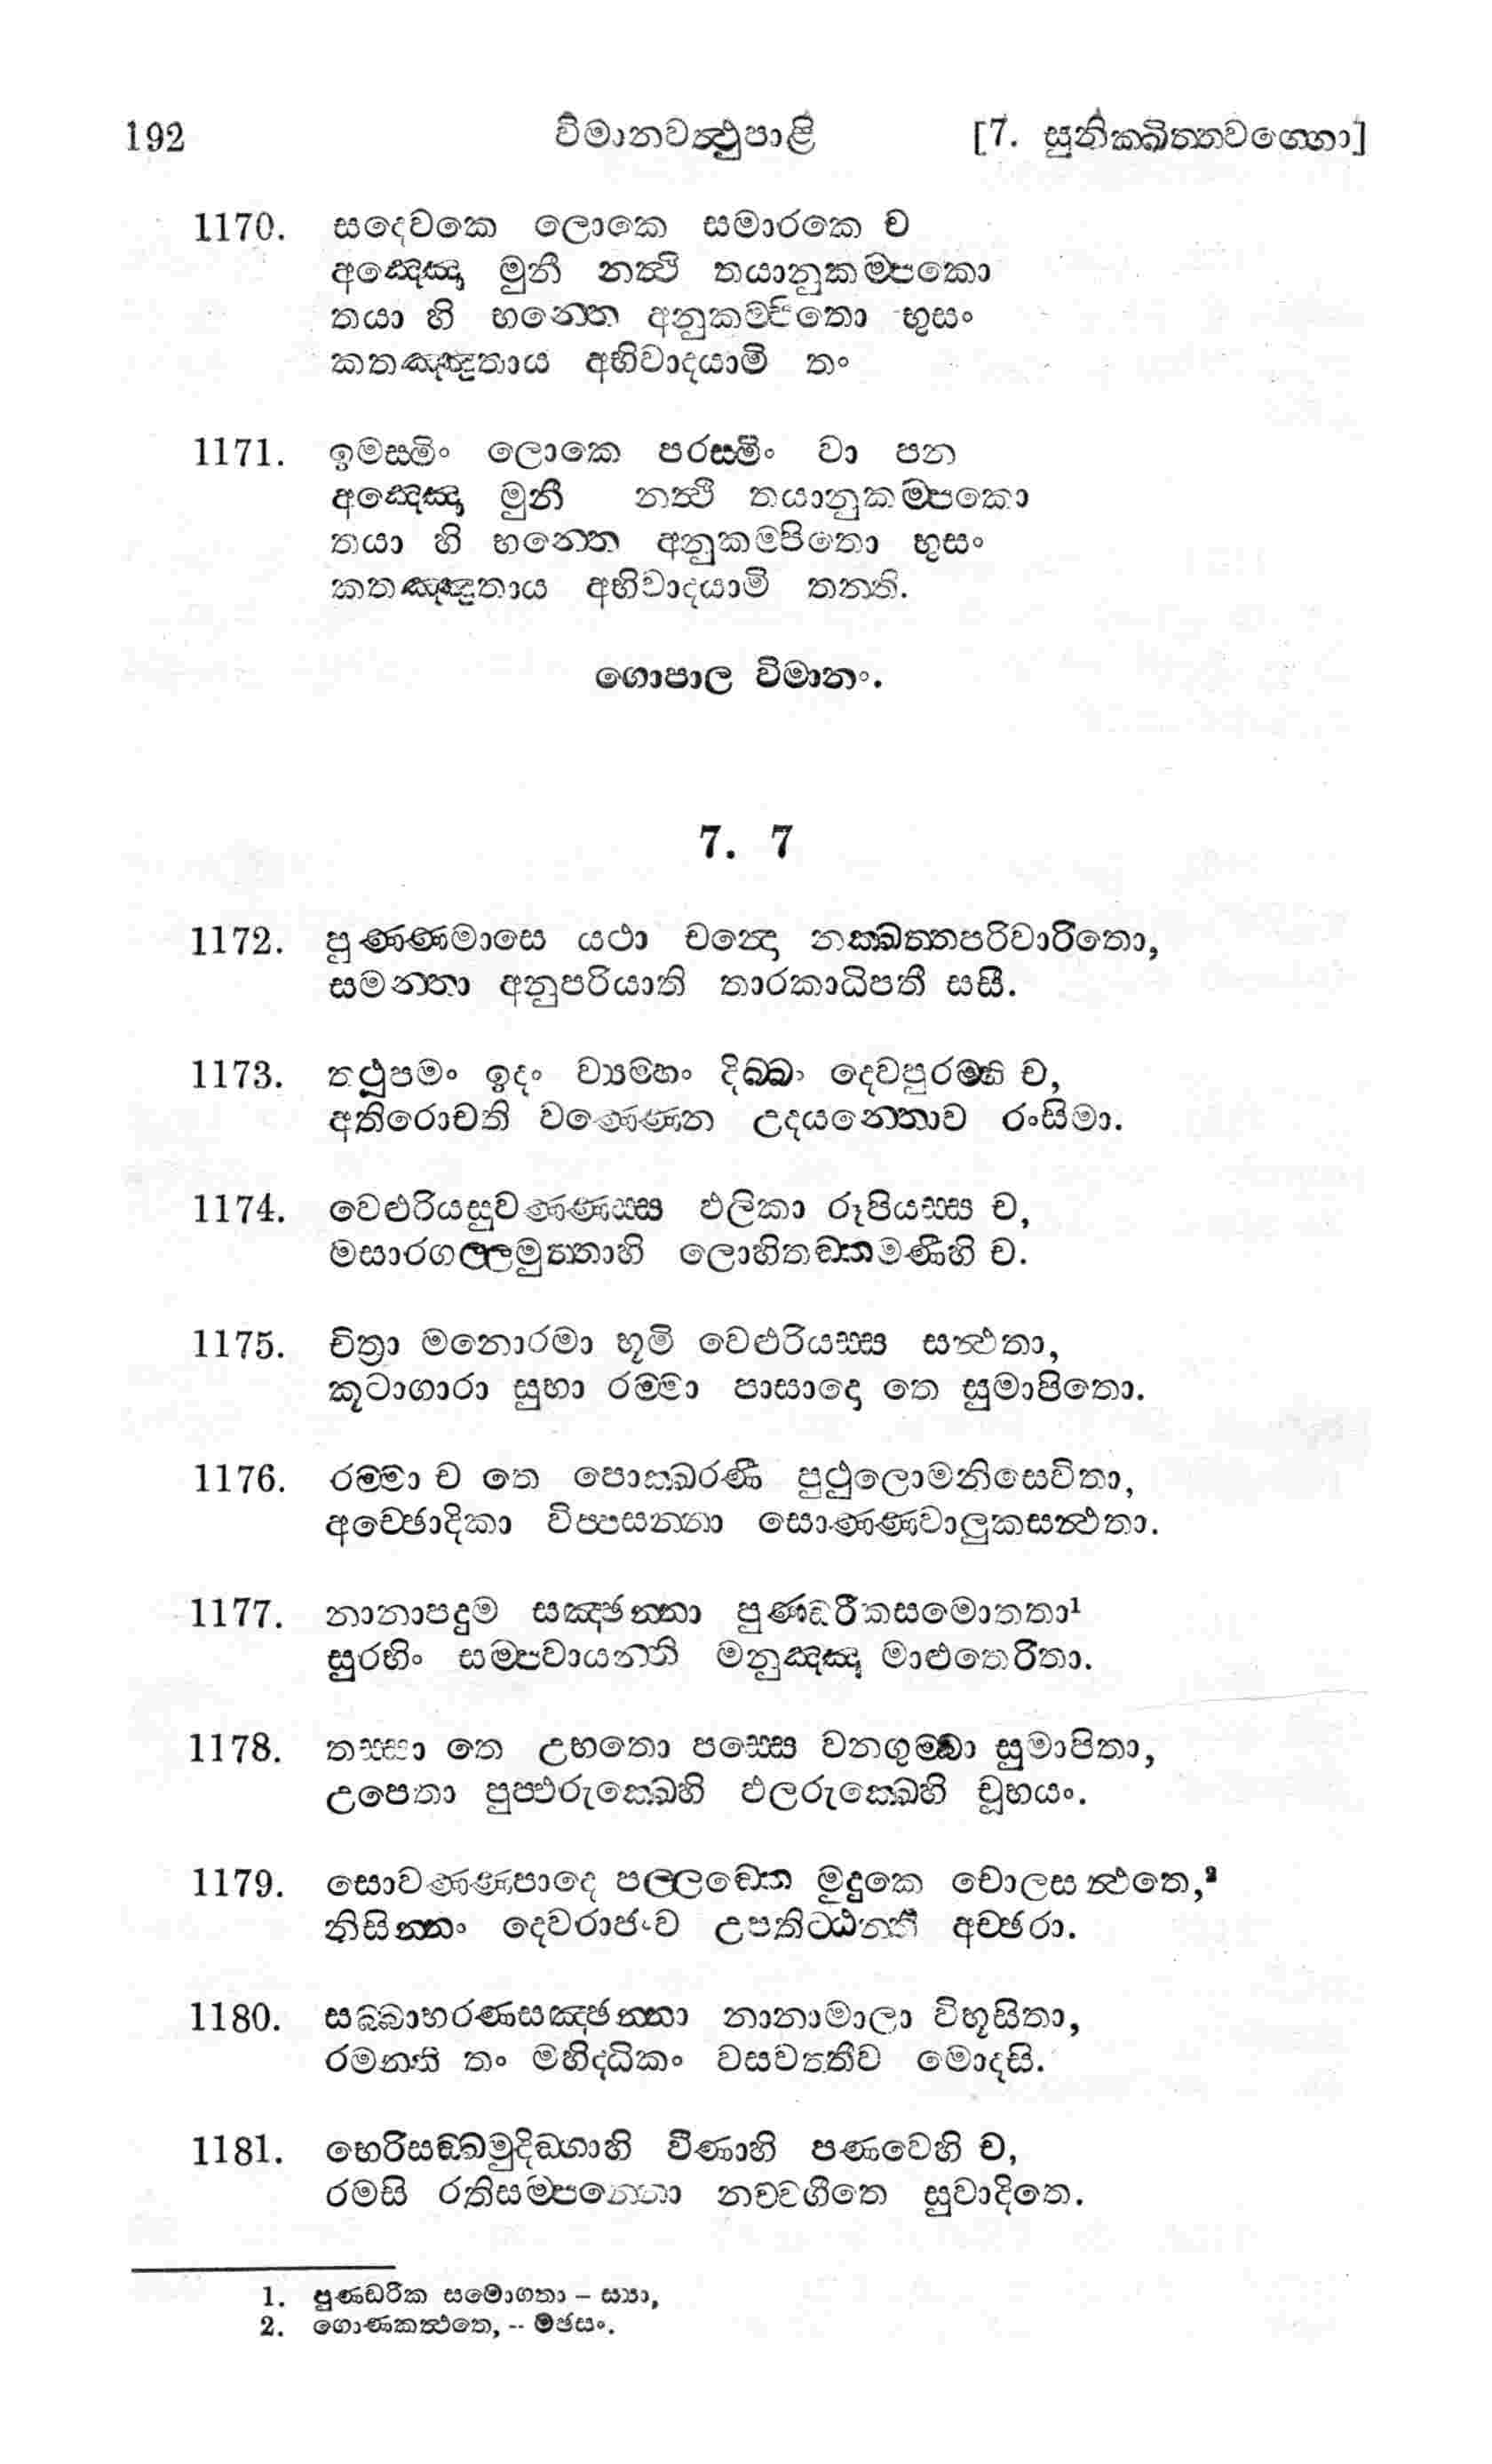 192 විමානවත්‍ථුපාළි [7. සුනික්ඛිත්තවග්ගො]
1170. සදෙවකෙ ලොකෙ සමාරකෙ ච
අඤ්ඤො මුනී නත්‍ථි තයානුකම්පකො
තයා හි භන්තෙ අනුකම්පිතො භුසං
කතඤ්ඤුතාය අභිවාදයාමි තං
1171. ඉමස්මිං ලොකෙ පරස්මිං වා පන
අඤ්ඤො මුනී නත්‍ථි තයානුකම්පකො
තයා හි භන්තෙ අනුකම්පිතො භුසං
කතඤ්ඤුතාය අභිවාදයාමි තන්ති.
ගොපාල විමානං.
7. 7
1172. පුණ්ණමාසෙ යථා චන්‍දො නක්ඛත්තපරිවාරිතො,
සමන්තා අනුපරියාති තාරකාධිපතී සසී.
1173. තථූපමං ඉදං ව්‍යම්හං දිබ්බං දෙවපුරම්හි ච,
අතිරොචති වණ්ණෙන උදයන්තොව රංසිමා.
1174. වෙළුරියසුවණ්ණස්ස ඵලිකා රූපියස්ස ච,
මසාරගල්ලමුත්තාහි ලොහිතඞ්කමණීහි ච.
1175. චිත්‍රා මනොරමා භූමි වෙළුරියස්ස සන්‍ථතා,
කූටාගාරා සුභා රම්මා පාසාදො තෙ සුමාපිතො.
1176. රම්මා ච තෙ පොක්ඛරණී පුථුලොමනිසෙවිතා,
අච්ඡොදිකා විප්පසන්නා සොණ්ණවාලුකසන්‍ථතා.
1177. නානාපදුම සඤ්ඡන්නා පුණ්ඩරීකසමොතතා1
සුරභිං සම්පවායන්ති මනුඤ්ඤා මාළුතෙරිතා.
1178. තස්සා තෙ උභතො පස්සෙ වනගුම්බා සුමාපිතා,
උපෙතා පුප්ඵරුක්ඛෙහි ඵලරුක්ඛෙහි චූභයං.
1179. සොවණ්ණපාදෙ පල්ලඞ්කෙ මුදුකෙ චොලසන්‍ථතෙ,2
නිසින්නං දෙවරාජංව උපතිට්ඨන්ති අච්ඡරා.
1180. සබ්බාභරණසඤ්ඡන්නා නානාමාලා විභූසිතා,
රමන්ති තං මහිද්ධිකං වසවත්තීව මොදසි.
1181. භෙරිසඞ්ඛමුදිඞ්ගාහි වීණාහි පණවෙහි ච,
රමසි රතිසම්පන්නො නච්චගීතෙ සුවාදිතෙ.
1. පුණ්ඩරීක සමොගතා – ස්‍යා,
2. ගොණකත්‍ථතෙ, -- මඡසං.